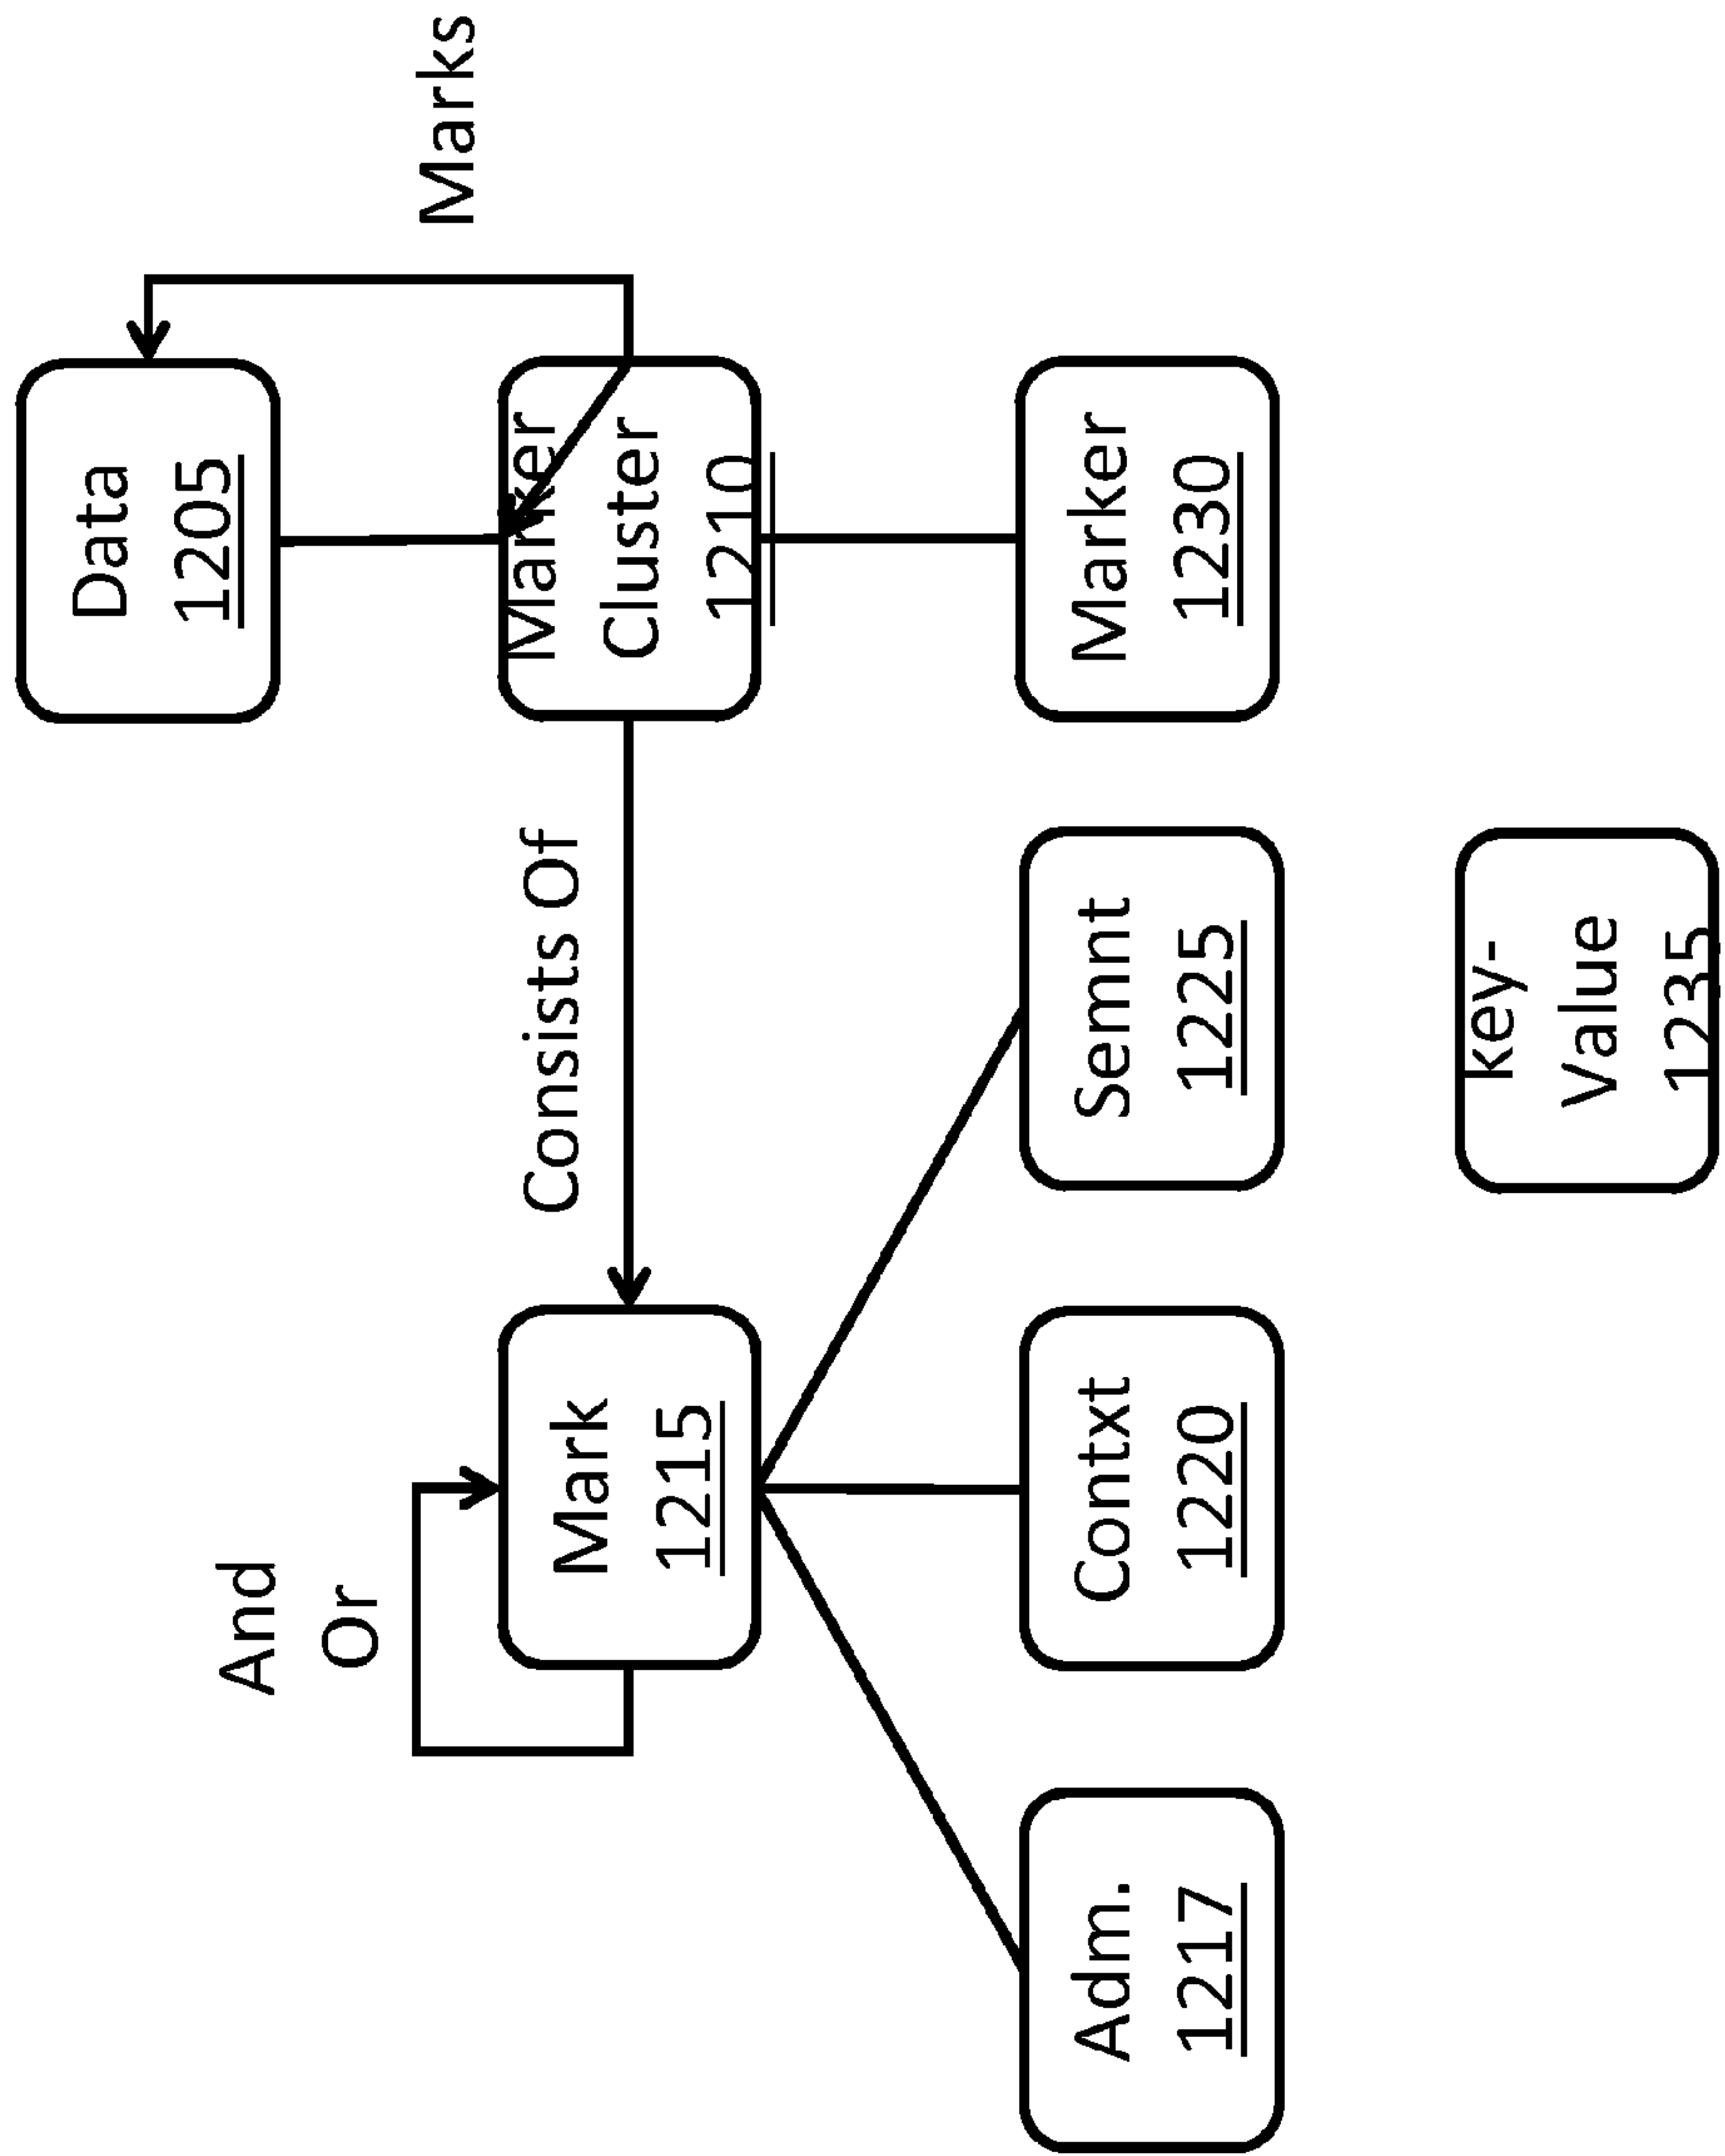 Data
1205
Marks
And
Or
Mark
1215
Consists Of
Marker
Cluster
1210
Adm.
1217
Contxt
1220
Semnt
1225
Marker
1230
key-
Value
1235